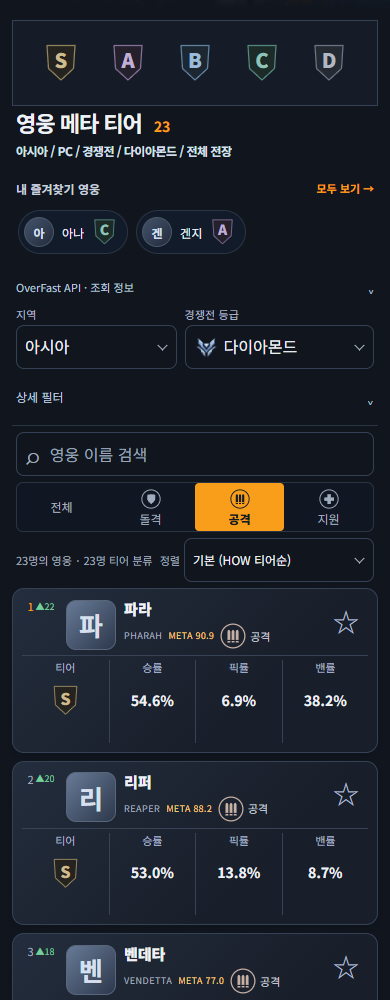 S A B C D
영웅 메타 티어 23
아시아 / PC / 경쟁전 / 다이아몬드 / 전체 전장
내 즐겨찾기 영웅 모두 보기 →
아 아나 C 겐 겐지 A
OverFast API · 조회 정보
지역 경쟁전 등급
아시아 다이아몬드
상세 필터
영웅 이름 검색
전체 돌격 공격 지원
23명의 영웅 · 23명 티어 분류 정렬 기본 (HOW 티어순)
1 ▲22 파 파라
PHARAH META 90.9 공격 ☆
티어 승률 픽률 밴률
S 54.6% 6.9% 38.2%
2 ▲20 리 리퍼
REAPER META 88.2 공격 ☆
티어 승률 픽률 밴률
S 53.0% 13.8% 8.7%
3 ▲18 벤 벤데타
VENDETTA META 77.0 공격 ☆